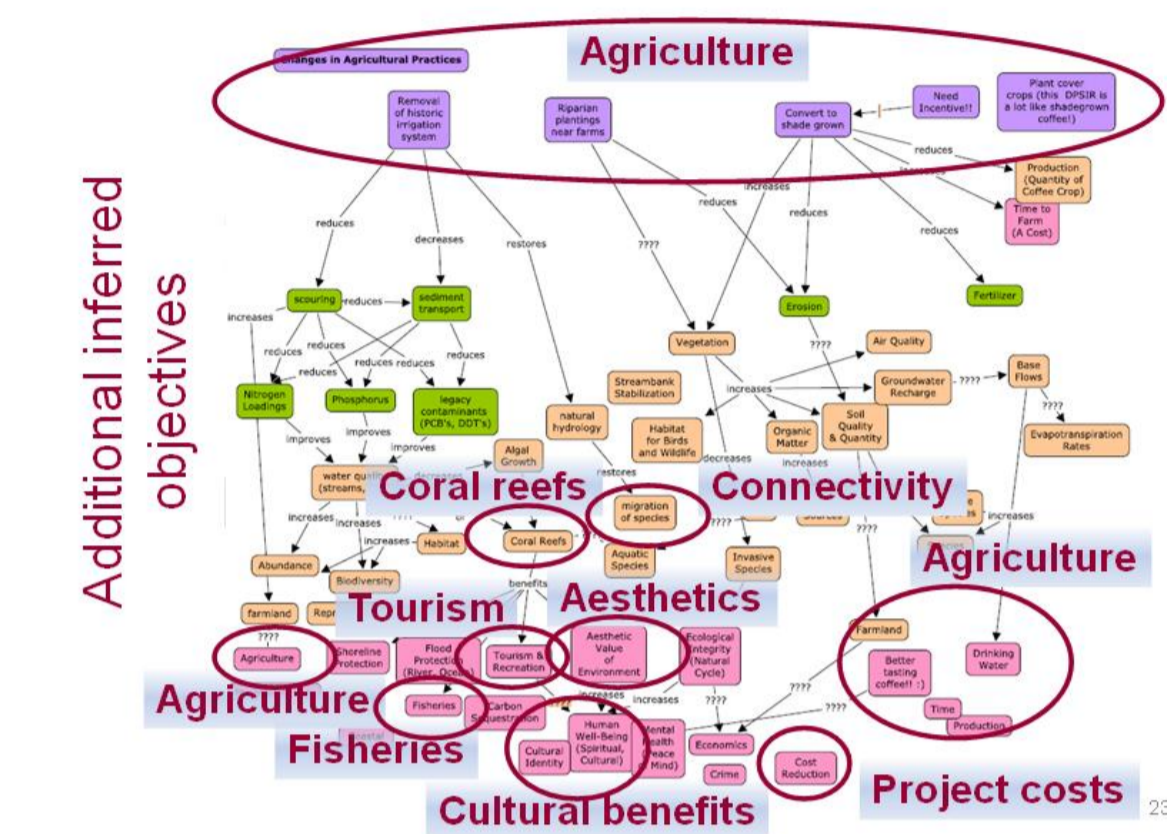 Agriculture
Changes in Agricultural Practices
Removal
of historic
irrigation
system
Riparian
plantings
near farms
Convert to
shade grown
Need
Incentive!!
Plant cover
crops (this DPSIR is
a lot like shadegrown
coffee!)
reduces
increases
Production
(Quantity of
Coffee Crop)
Time to
Farm
(A Cost)
Additional inferred
objectives
reduces
decreases
restores
????
reduces
increases
reduces
reduces
scouring
reduces
sediment
transport
Erosion
Fertilizer
increases
reduces
reduces
reduces
reduces
reduces
reduces
Vegetation
????
Air Quality
Nitrogen
Loadings
Phosphorus
legacy
contaminants
(PCB's, DDT's)
natural
hydrology
Streambank
Stabilization
increases
Groundwater
Recharge
????
Base
Flows
????
Habitat
for Birds
and Wildlife
Organic
Matter
Soil
Quality
& Quantity
Evapotranspiration
Rates
improves
improves
improves
Algal
Growth
decreases
increases
water
(streams,
decreases
restores
Coral reefs
Connectivity
migration
of species
increases
increases
????
or
Coral Reefs
????
Sources
????
increases
increases
Habitat
Abundance
Biodiversity
Aquatic
Species
Invasive
Species
Agriculture
benefits
Tourism
Aesthetics
farmland
????
Farmland
Agriculture
Shoreline
Protection
Flood
Protection
(River, Ocean)
Tourism &
Recreation
Aesthetic
Value
of
Environment
Ecological
Integrity
(Natural
Cycle)
Better
tasting
coffee!! :)
Drinking
Water
Time
Production
Agriculture
Fisheries
Carbon
Sequestration
increases
increases
????
????
????
Coastal
Fisheries
Cultural
Identity
Human
Well-Being
(Spiritual,
Cultural)
Mental
Health
(Peace
of Mind)
Economics
Crime
Cost
Reduction
Cultural benefits
Project costs
23